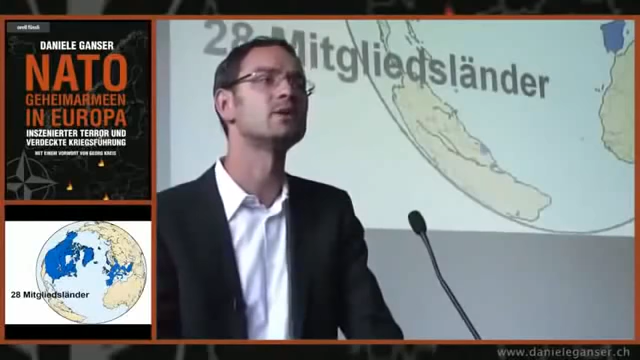 orell füssli
DANIELE GANSER
NATO
GEHEIMARMEEN
IN EUROPA
INSZENIERTER TERROR UND
VERDECKTE KRIEGSFÜHRUNG
MIT EINEM VORWORT VON GEORG KREIS
28 Mitgliedsländer
28 Mitgliedsländer
www.danieleganser.ch